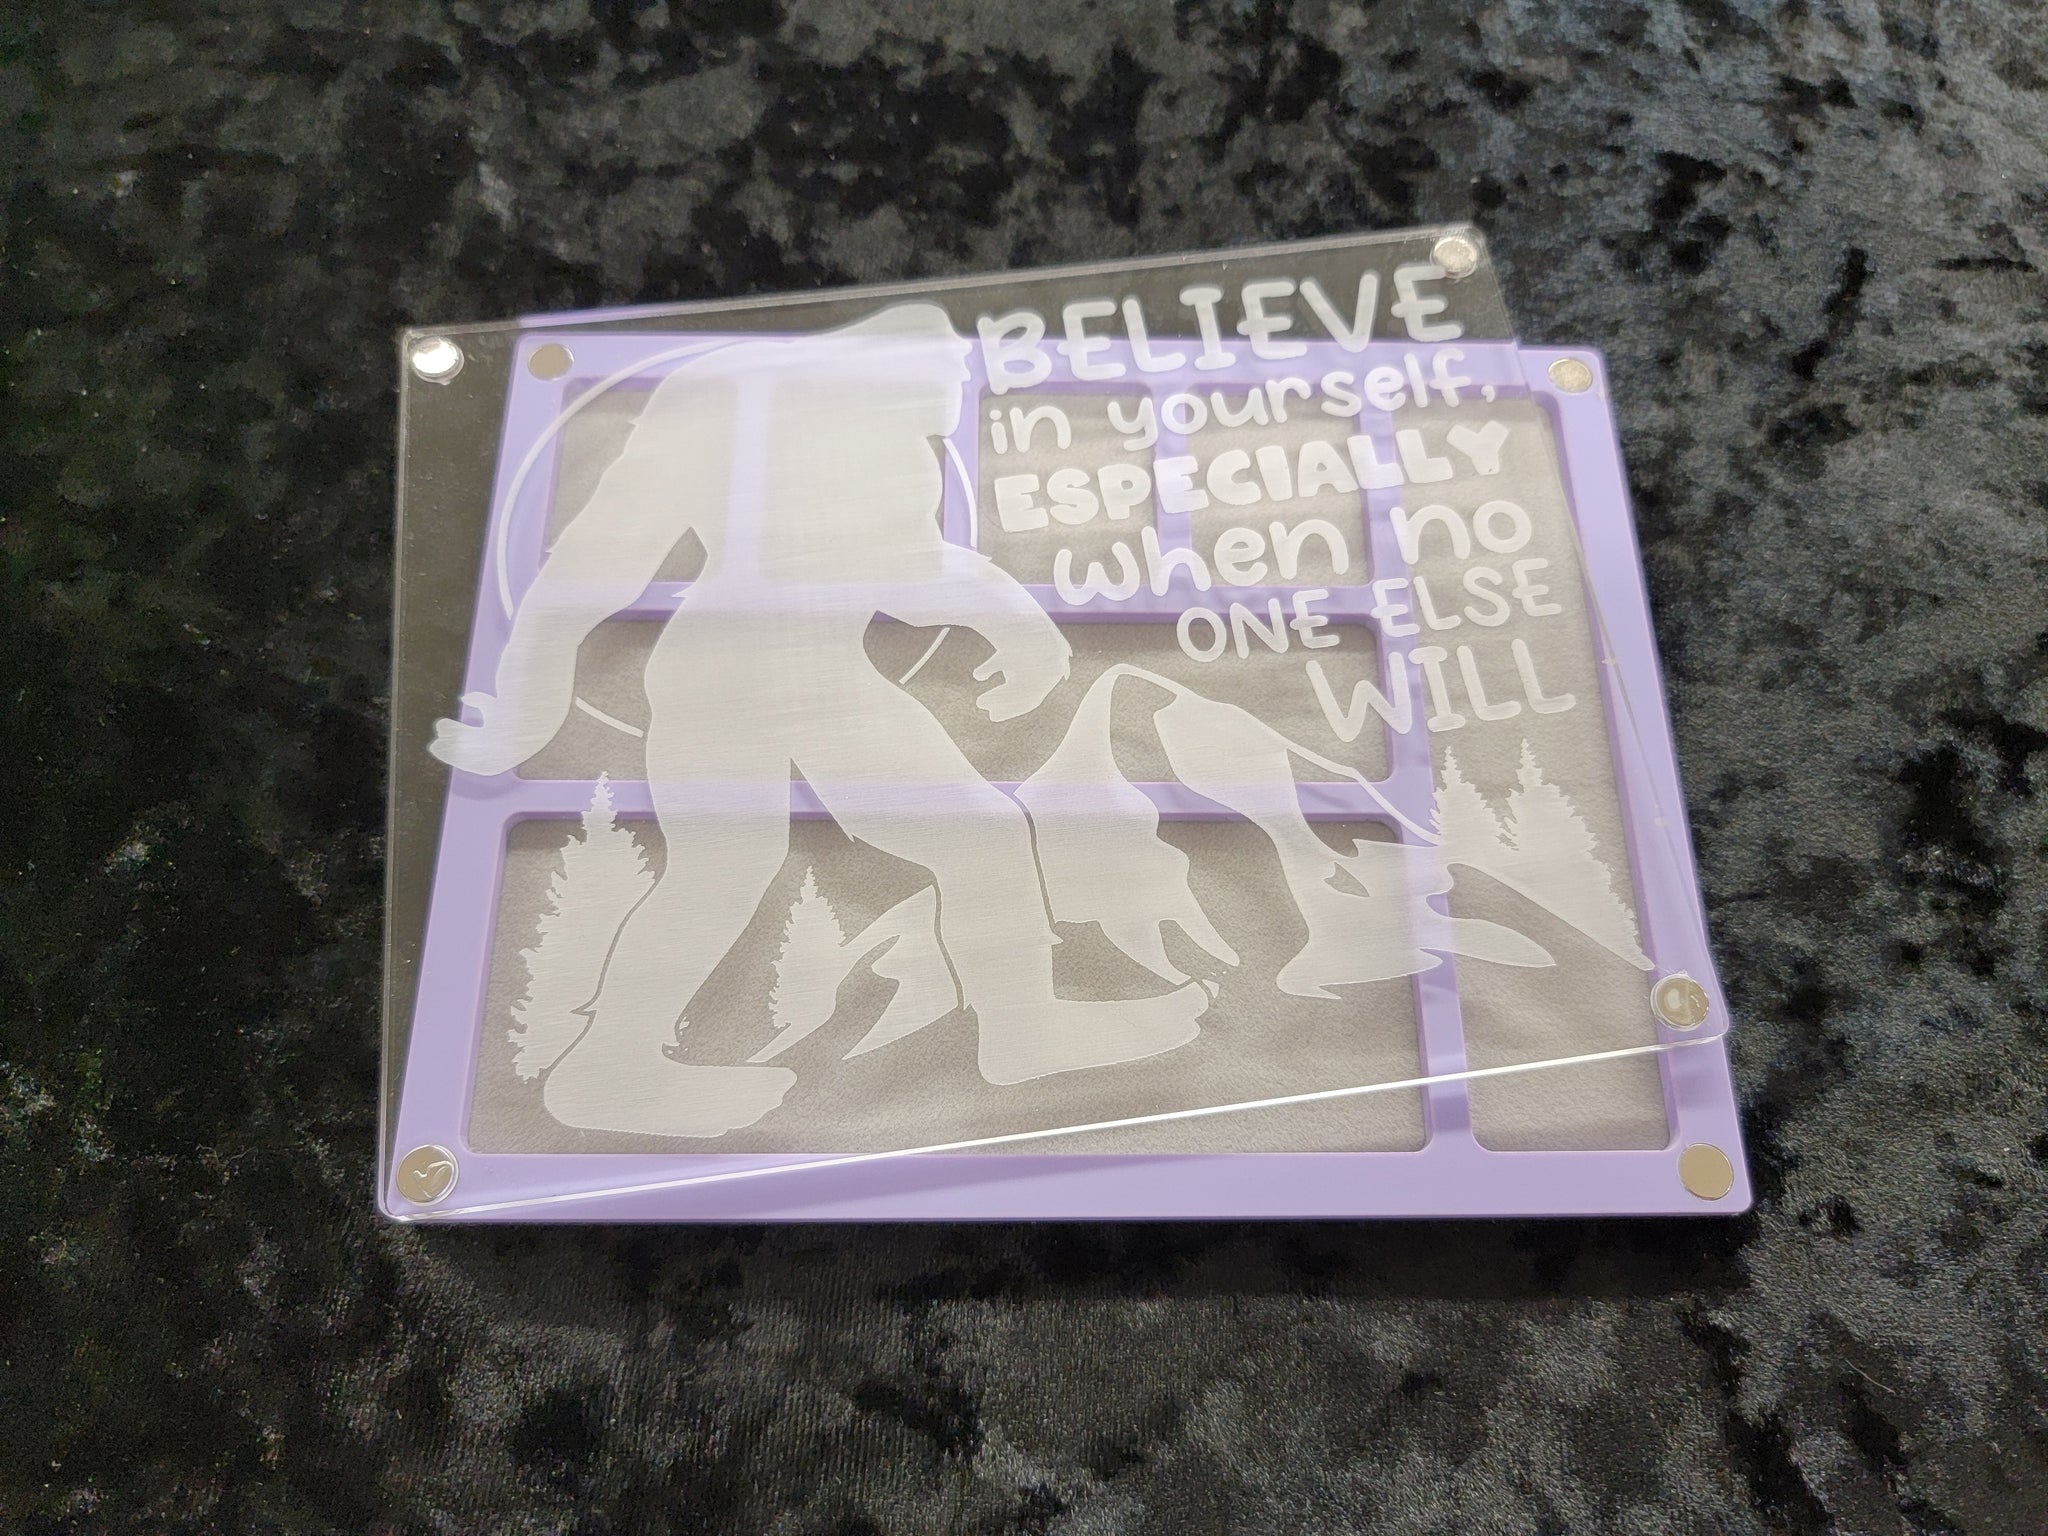 BELIEVE
in yourself,
ESPECIALLY
when no
ONE ELSE
WILL